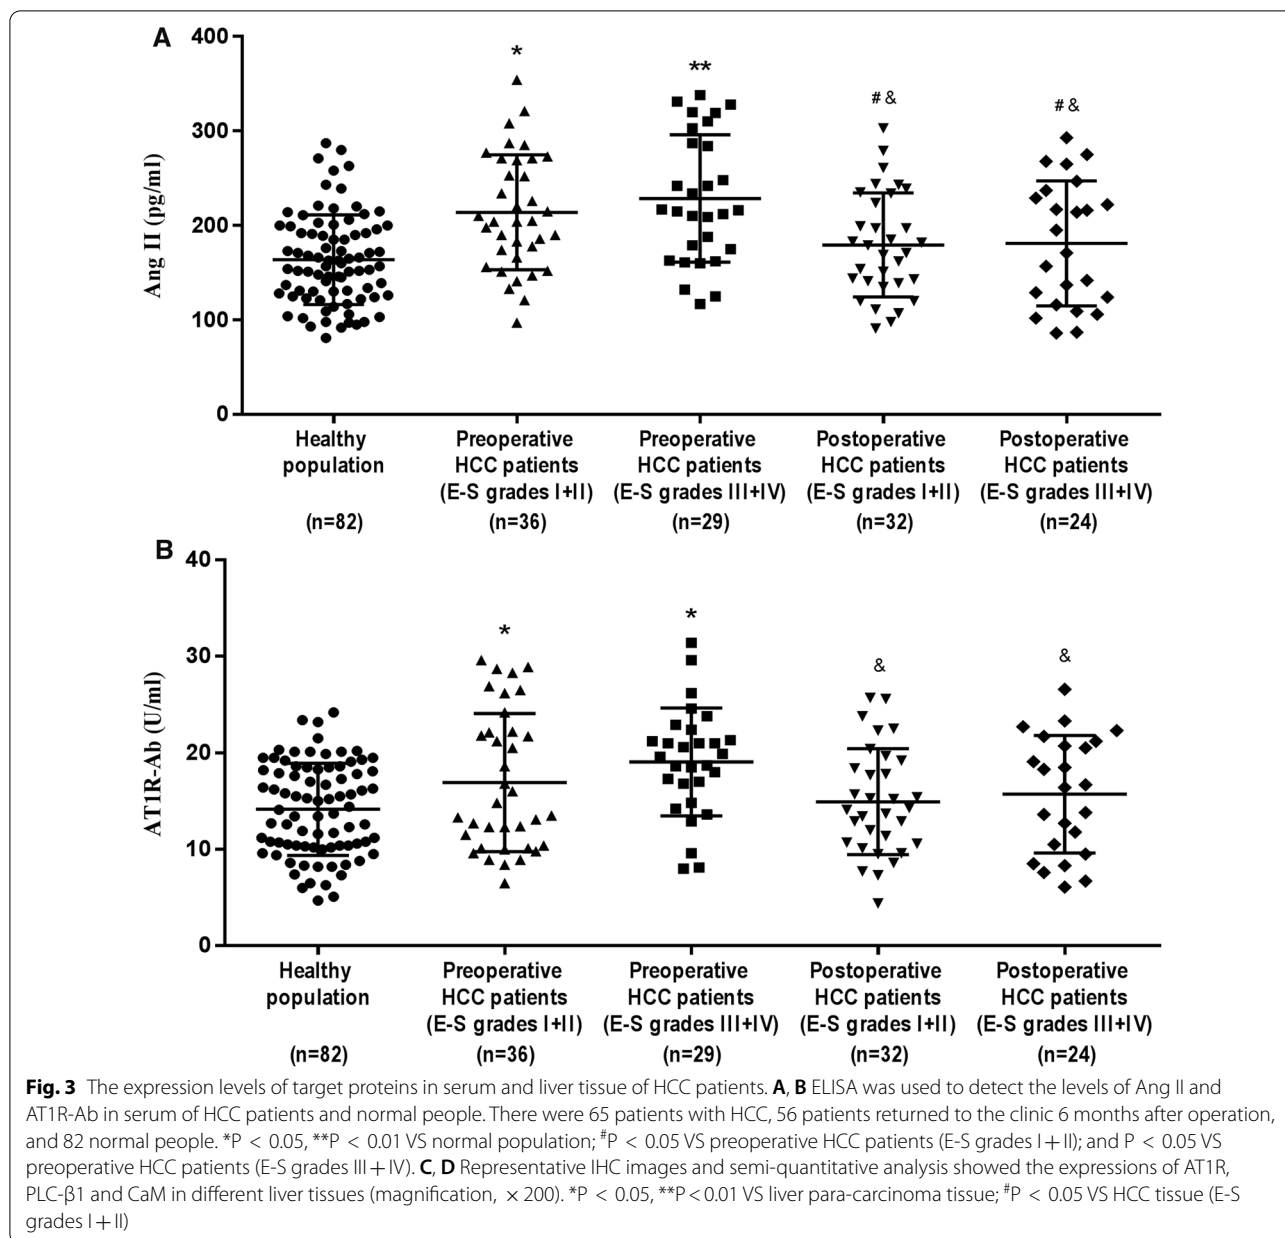 A
400
*
**
# &
# &
300
200
100
0
Ang II (pg/ml)
Healthy population (n=82)
Preoperative HCC patients (E-S grades I+II) (n=36)
Preoperative HCC patients (E-S grades III+IV) (n=29)
Postoperative HCC patients (E-S grades I+II) (n=32)
Postoperative HCC patients (E-S grades III+IV) (n=24)
B
40
*
*
&
&
30
20
10
0
AT1R-Ab (U/ml)
Healthy population (n=82)
Preoperative HCC patients (E-S grades I+II) (n=36)
Preoperative HCC patients (E-S grades III+IV) (n=29)
Postoperative HCC patients (E-S grades I+II) (n=32)
Postoperative HCC patients (E-S grades III+IV) (n=24)
Fig. 3 The expression levels of target proteins in serum and liver tissue of HCC patients. A, B ELISA was used to detect the levels of Ang II and
AT1R-Ab in serum of HCC patients and normal people. There were 65 patients with HCC, 56 patients returned to the clinic 6 months after operation,
and 82 normal people. *P < 0.05, **P < 0.01 VS normal population; #P < 0.05 VS preoperative HCC patients (E-S grades I + II); and P < 0.05 VS
preoperative HCC patients (E-S grades III + IV). C, D Representative IHC images and semi-quantitative analysis showed the expressions of AT1R,
PLC-β1 and CaM in different liver tissues (magnification, × 200). *P < 0.05, **P < 0.01 VS liver para-carcinoma tissue; #P < 0.05 VS HCC tissue (E-S
grades I + II)